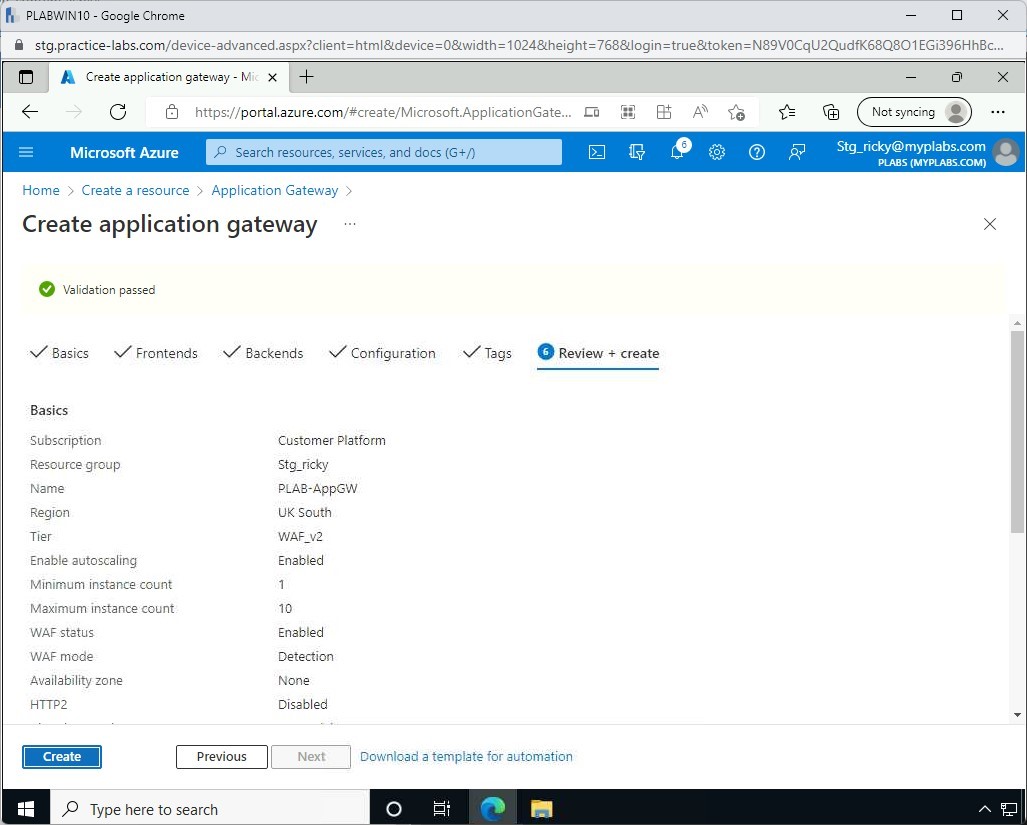 PLABWIN10 - Google Chrome
stg.practice-labs.com/device-advanced.aspx?client=html&device=0&width=1024&height=768&login=true&token=N89V0CqU2QudfK68Q8O1EGi396HhBc...
Create application gateway - Mic
https://portal.azure.com/#create/Microsoft.ApplicationGate...
Not syncing
Microsoft Azure
Search resources, services, and docs (G+/)
6
Stg_ricky@myplabs.com
PLABS (MYPLABS.COM)
Home > Create a resource > Application Gateway >
Create application gateway ...
Validation passed
Basics Frontends Backends Configuration Tags 6 Review + create
Basics
Subscription Customer Platform
Resource group Stg_ricky
Name PLAB-AppGW
Region UK South
Tier WAF_v2
Enable autoscaling Enabled
Minimum instance count 1
Maximum instance count 10
WAF status Enabled
WAF mode Detection
Availability zone None
HTTP2 Disabled
Create Previous Next Download a template for automation
Type here to search